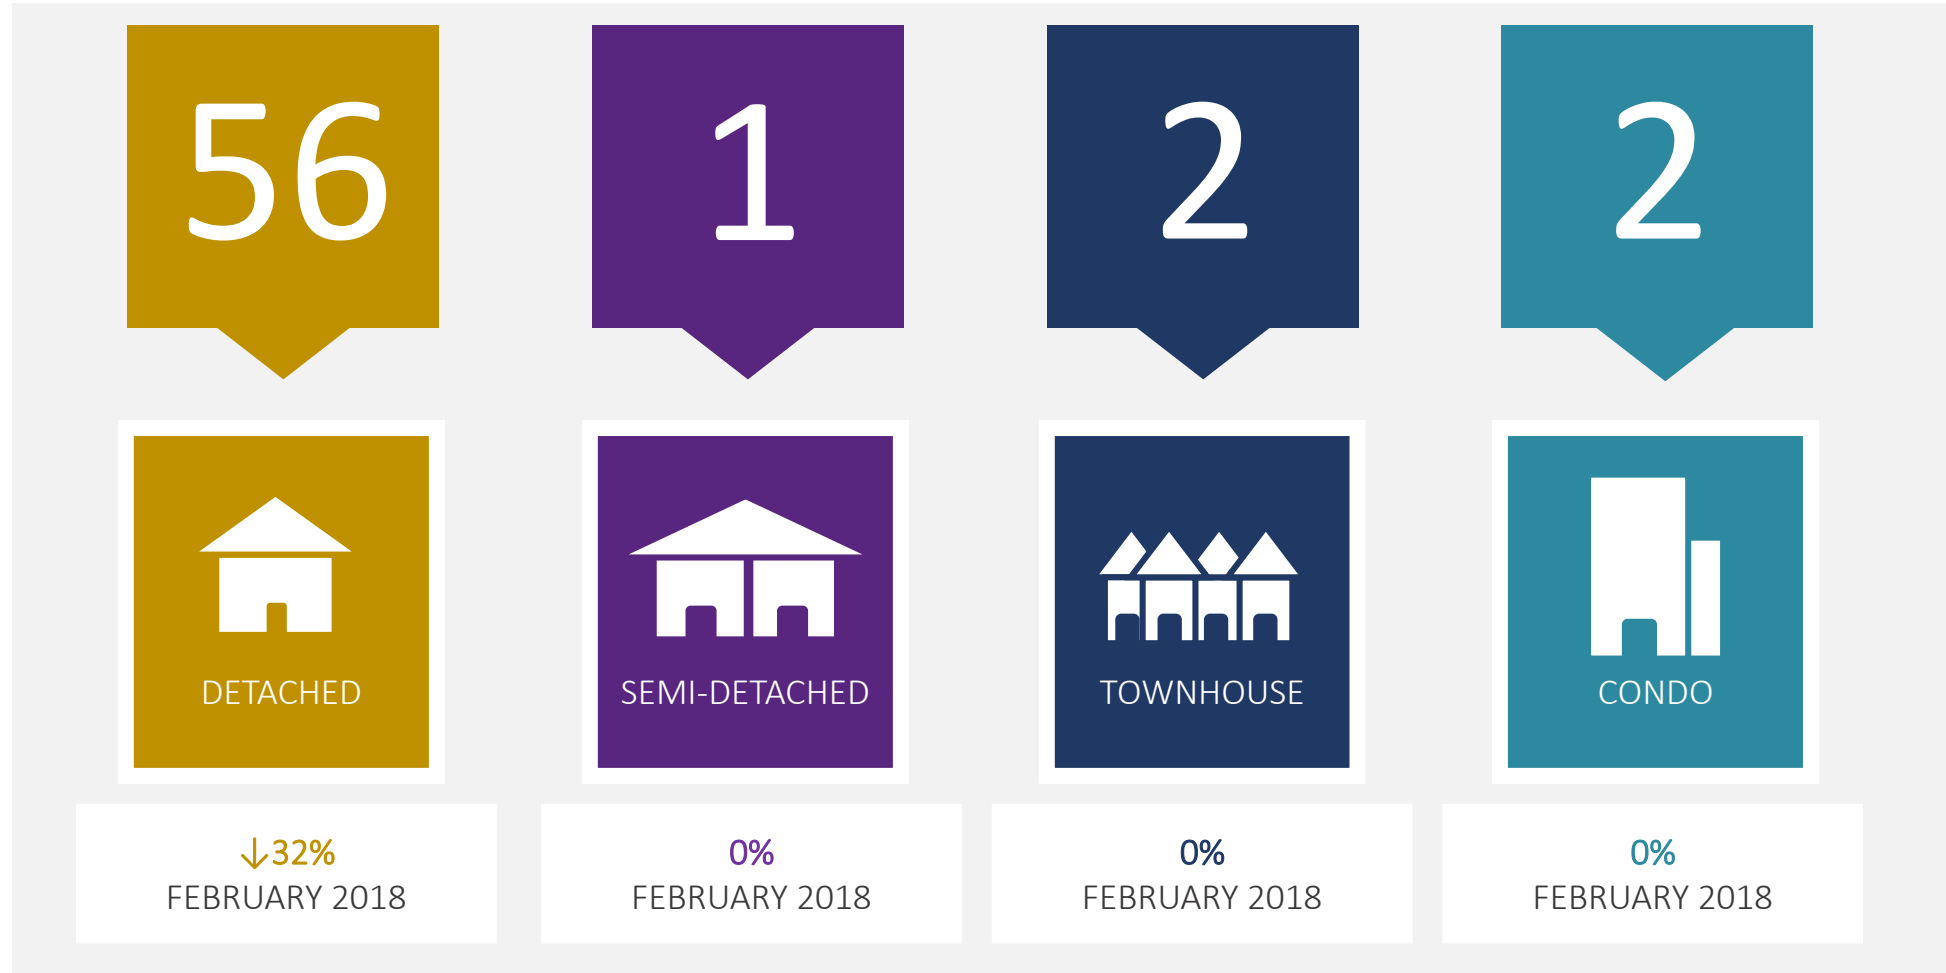 56
1
2
2
DETACHED
SEMI-DETACHED
TOWNHOUSE
CONDO
↓32%
FEBRUARY 2018
0%
FEBRUARY 2018
0%
FEBRUARY 2018
0%
FEBRUARY 2018